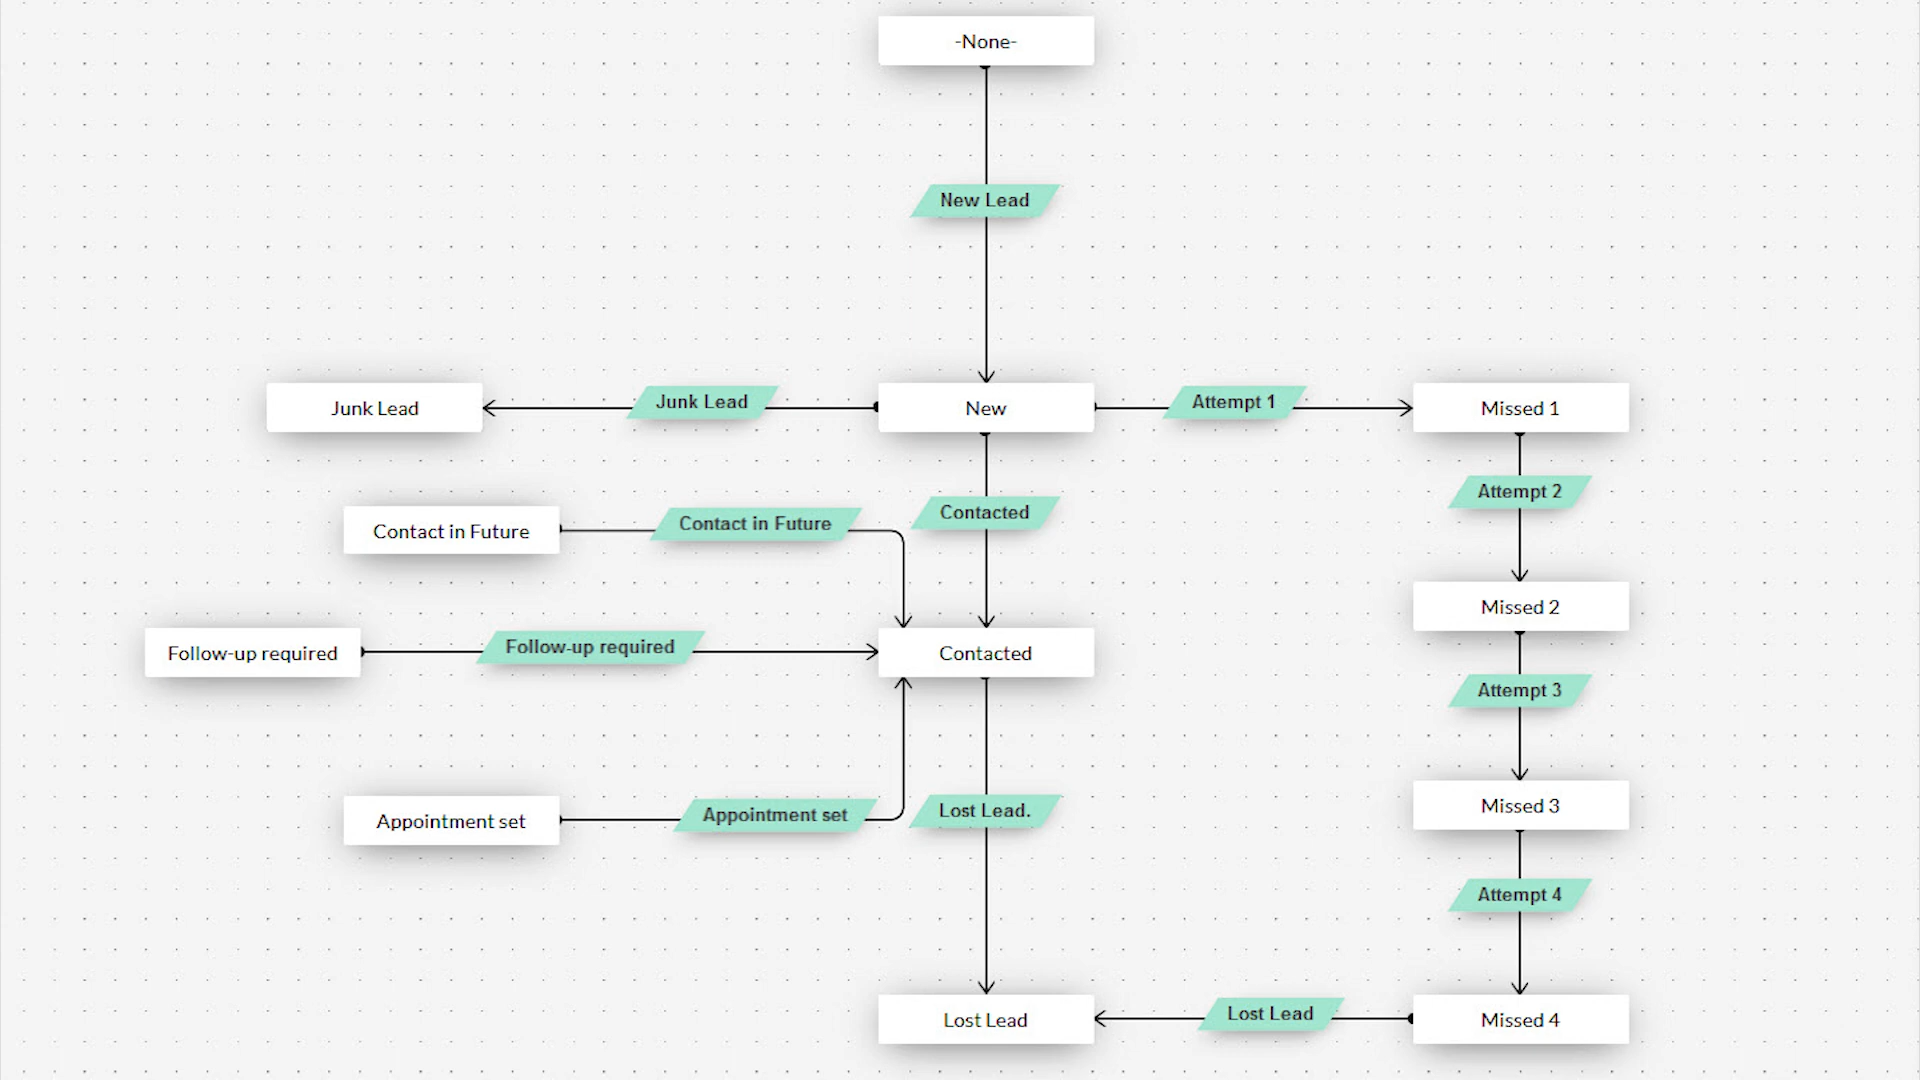 -None-
New Lead
Junk Lead
Junk Lead
New
Attempt 1
Missed 1
Attempt 2
Contact in Future
Contact in Future
Contacted
Missed 2
Follow-up required
Follow-up required
Contacted
Attempt 3
Appointment set
Appointment set
Lost Lead.
Missed 3
Attempt 4
Lost Lead
Lost Lead
Missed 4